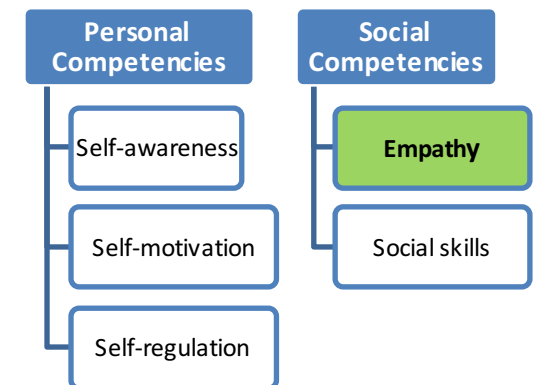 Personal
Competencies
Self-awareness
Self-motivation
Self-regulation
Social
Competencies
Empathy
Social skills